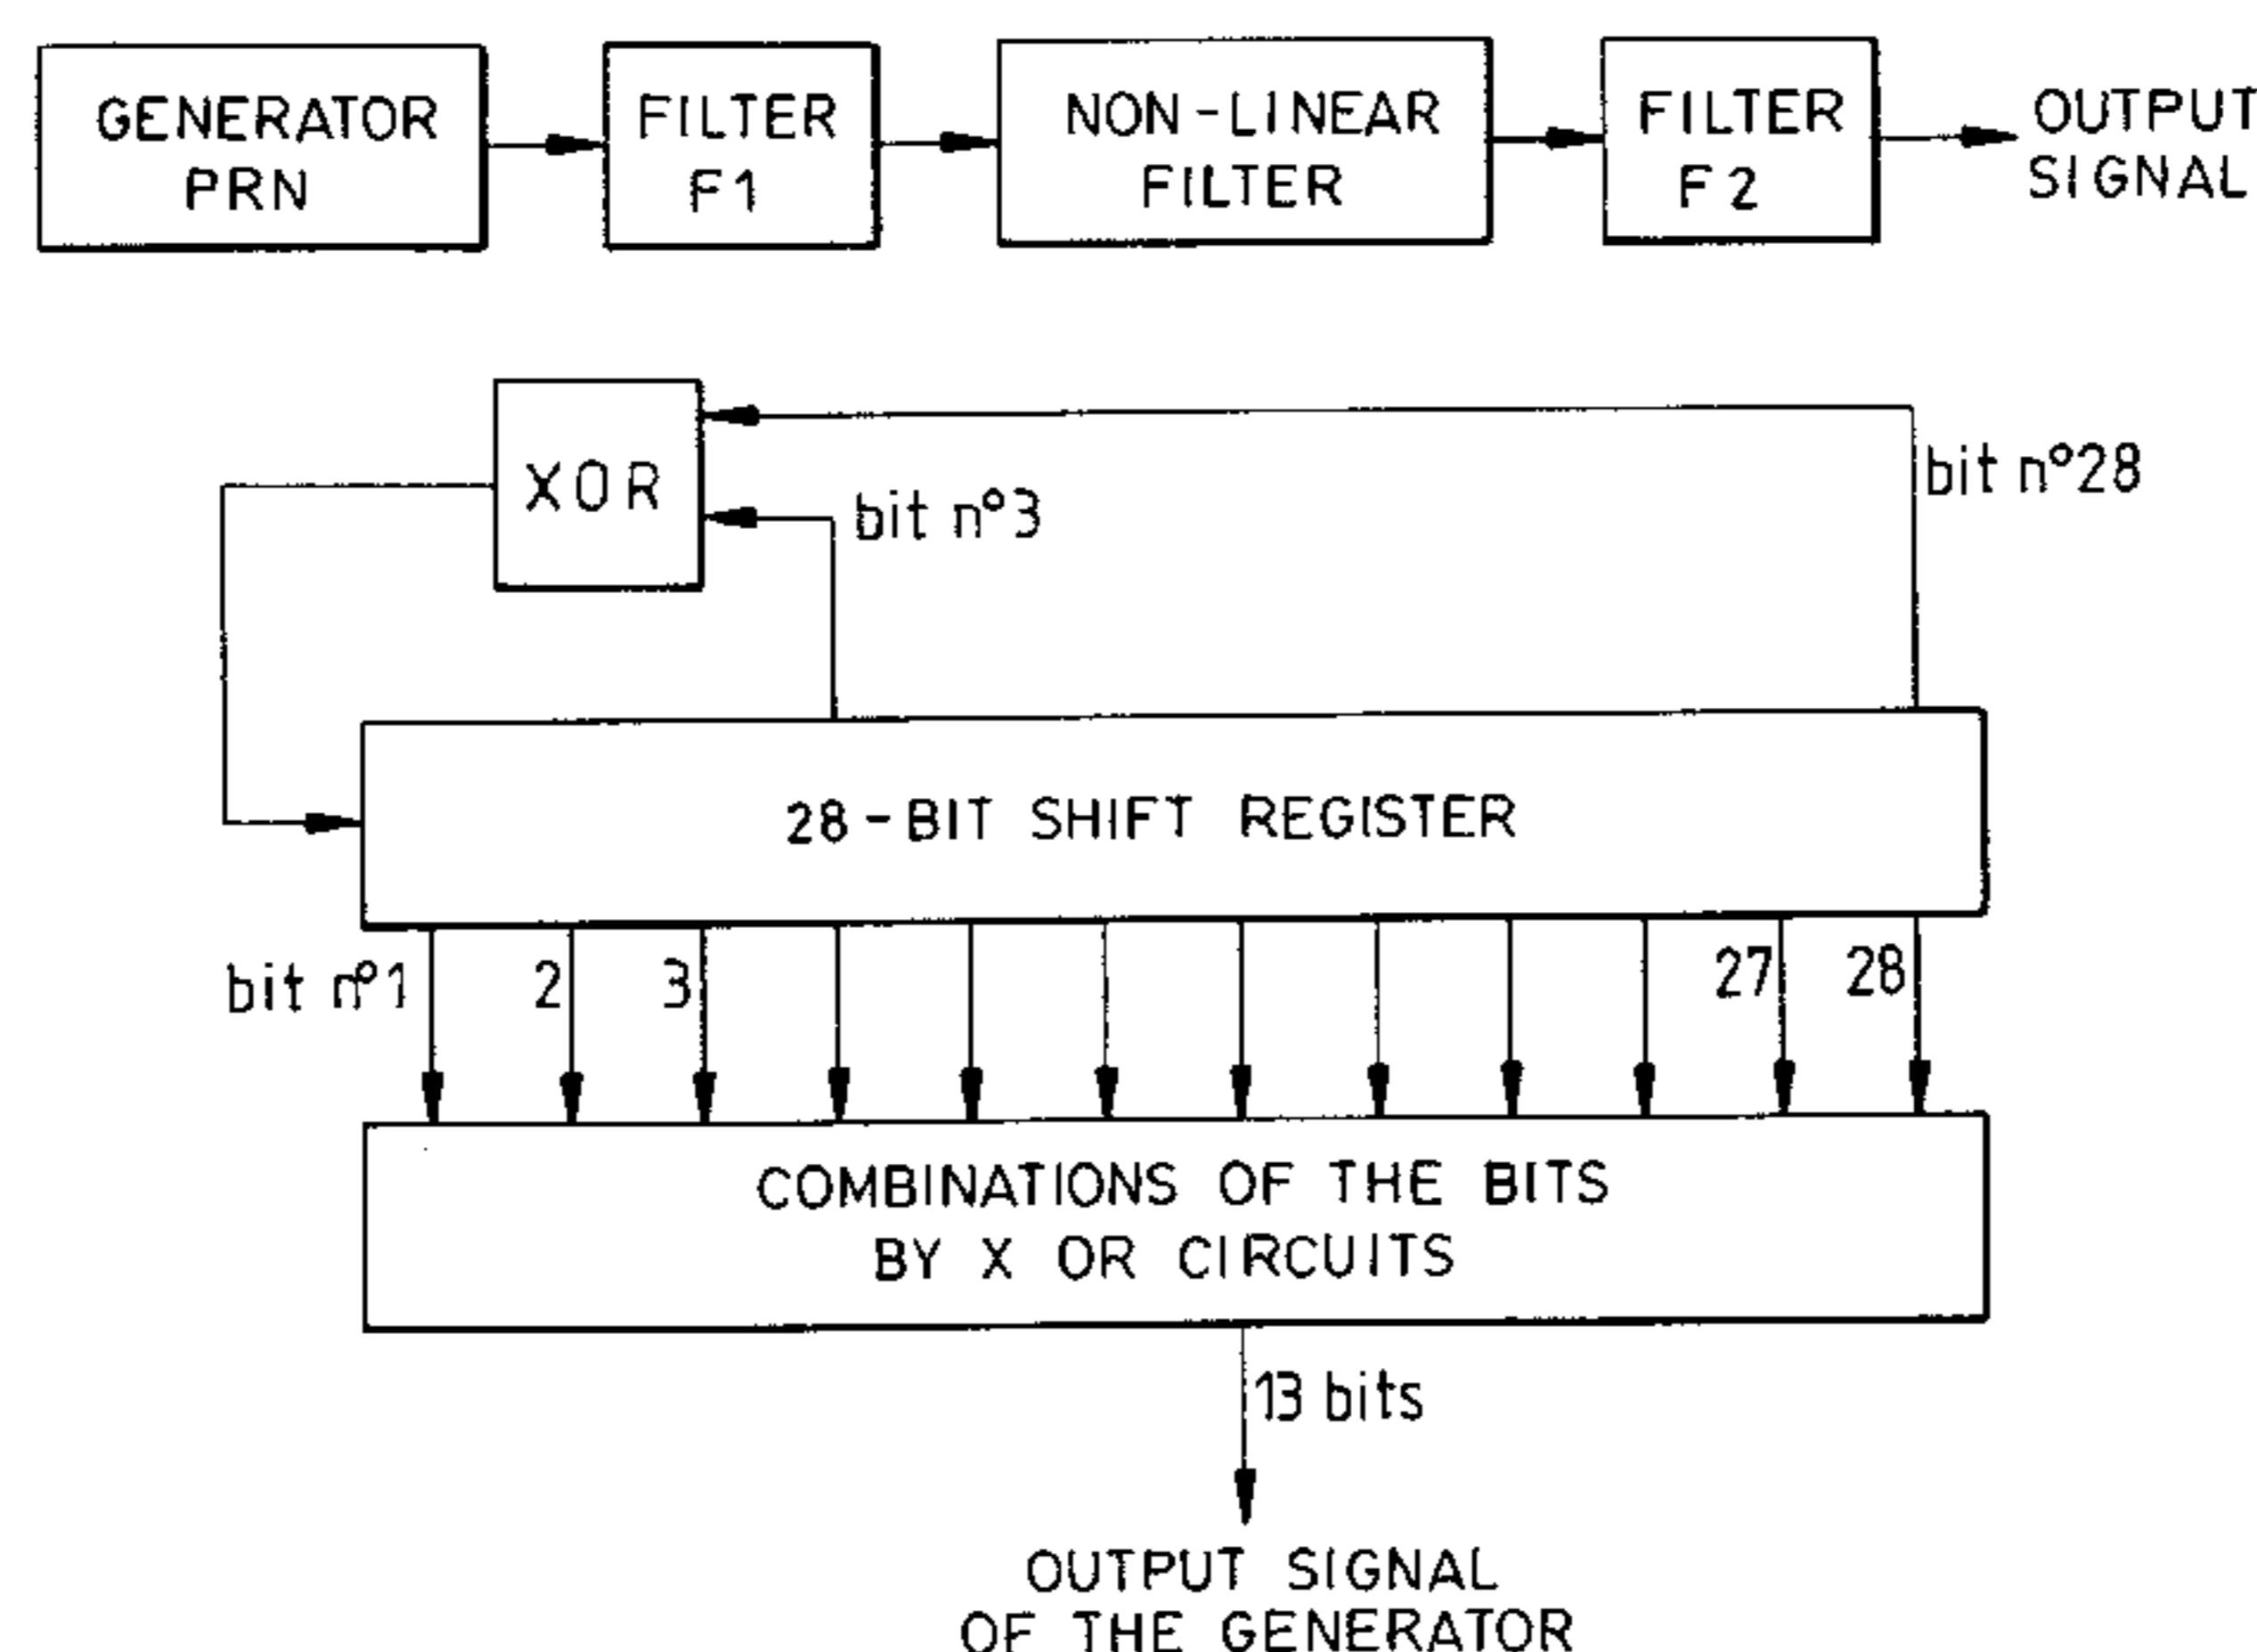 GENERATOR
PRN
FILTER
F1
NON-LINEAR
FILTER
FILTER
F2
OUTPUT
SIGNAL
XOR
bit n°3
bit n°28
28-BIT SHIFT REGISTER
bit n°1
2
3
27
28
COMBINATIONS OF THE BITS
BY X OR CIRCUITS
13 bits
OUTPUT SIGNAL
OF THE GENERATOR